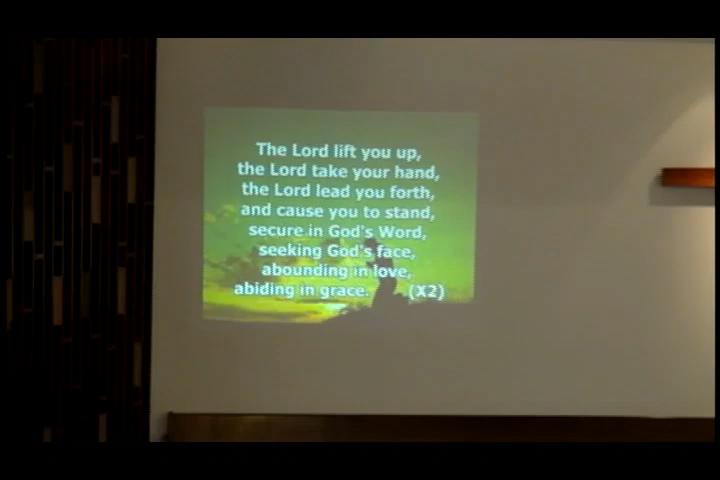 The Lord lift you up,
the Lord take your hand,
the Lord lead you forth,
and cause you to stand,
secure in God's Word,
seeking God's face,
abounding in love,
abiding in grace. (X2)